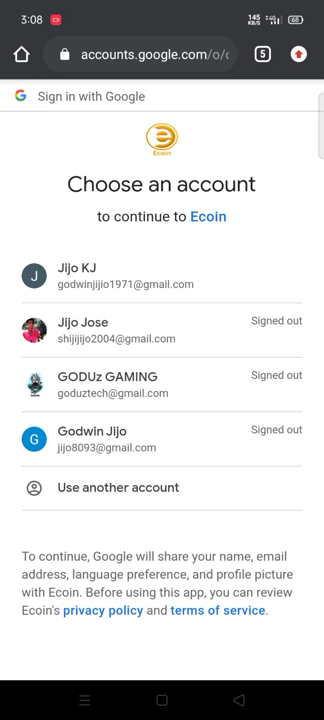 3:08
145
KB/S
4G
68
accounts.google.com/o/
5
Sign in with Google
Ecoin
Choose an account
to continue to Ecoin
J
Jijo KJ
godwinjijio1971@gmail.com
Jijo Jose
Signed out
shijijijo2004@gmail.com
GODUz GAMING
Signed out
goduztech@gmail.com
G
Godwin Jijo
Signed out
jijo8093@gmail.com
Use another account
To continue, Google will share your name, email
address, language preference, and profile picture
with Ecoin. Before using this app, you can review
Ecoin's privacy policy and terms of service.